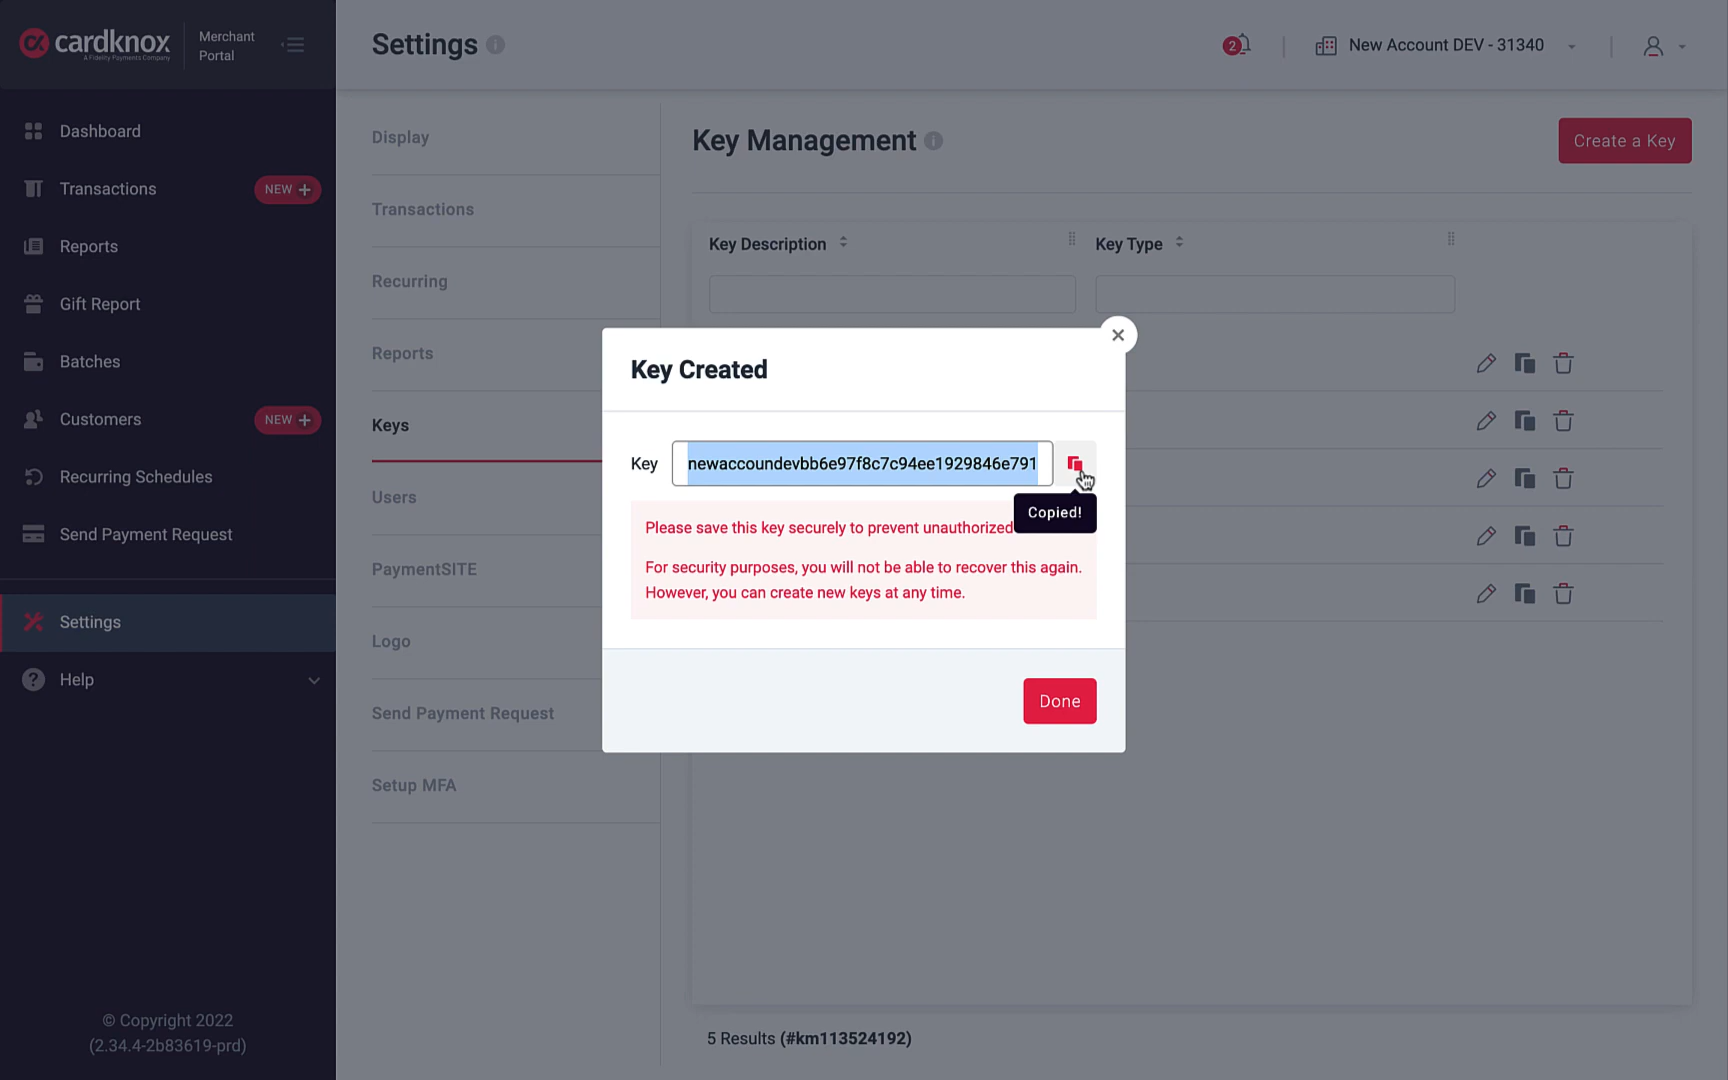 cardknox
A Fidelity Payments Company
Merchant
Portal
Settings
2
New Account DEV - 31340
Dashboard
Transactions
NEW +
Reports
Gift Report
Batches
Customers
NEW +
Recurring Schedules
Send Payment Request
Settings
Help
© Copyright 2022
(2.34.4-2b83619-prd)
Display
Transactions
Recurring
Reports
Keys
Users
PaymentSITE
Logo
Send Payment Request
Setup MFA
Key Management
Create a Key
Key Description
Key Type
Key Created
Key
newaccoundevbb6e97f8c7c94ee1929846e791
Copied!
Please save this key securely to prevent unauthorized
For security purposes, you will not be able to recover this again.
However, you can create new keys at any time.
Done
5 Results (#km113524192)